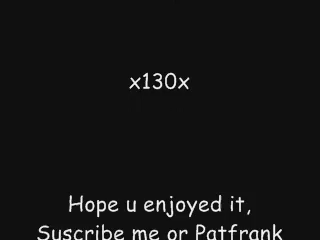 x130x
Hope u enjoyed it,
Suscribe me or Patfrank